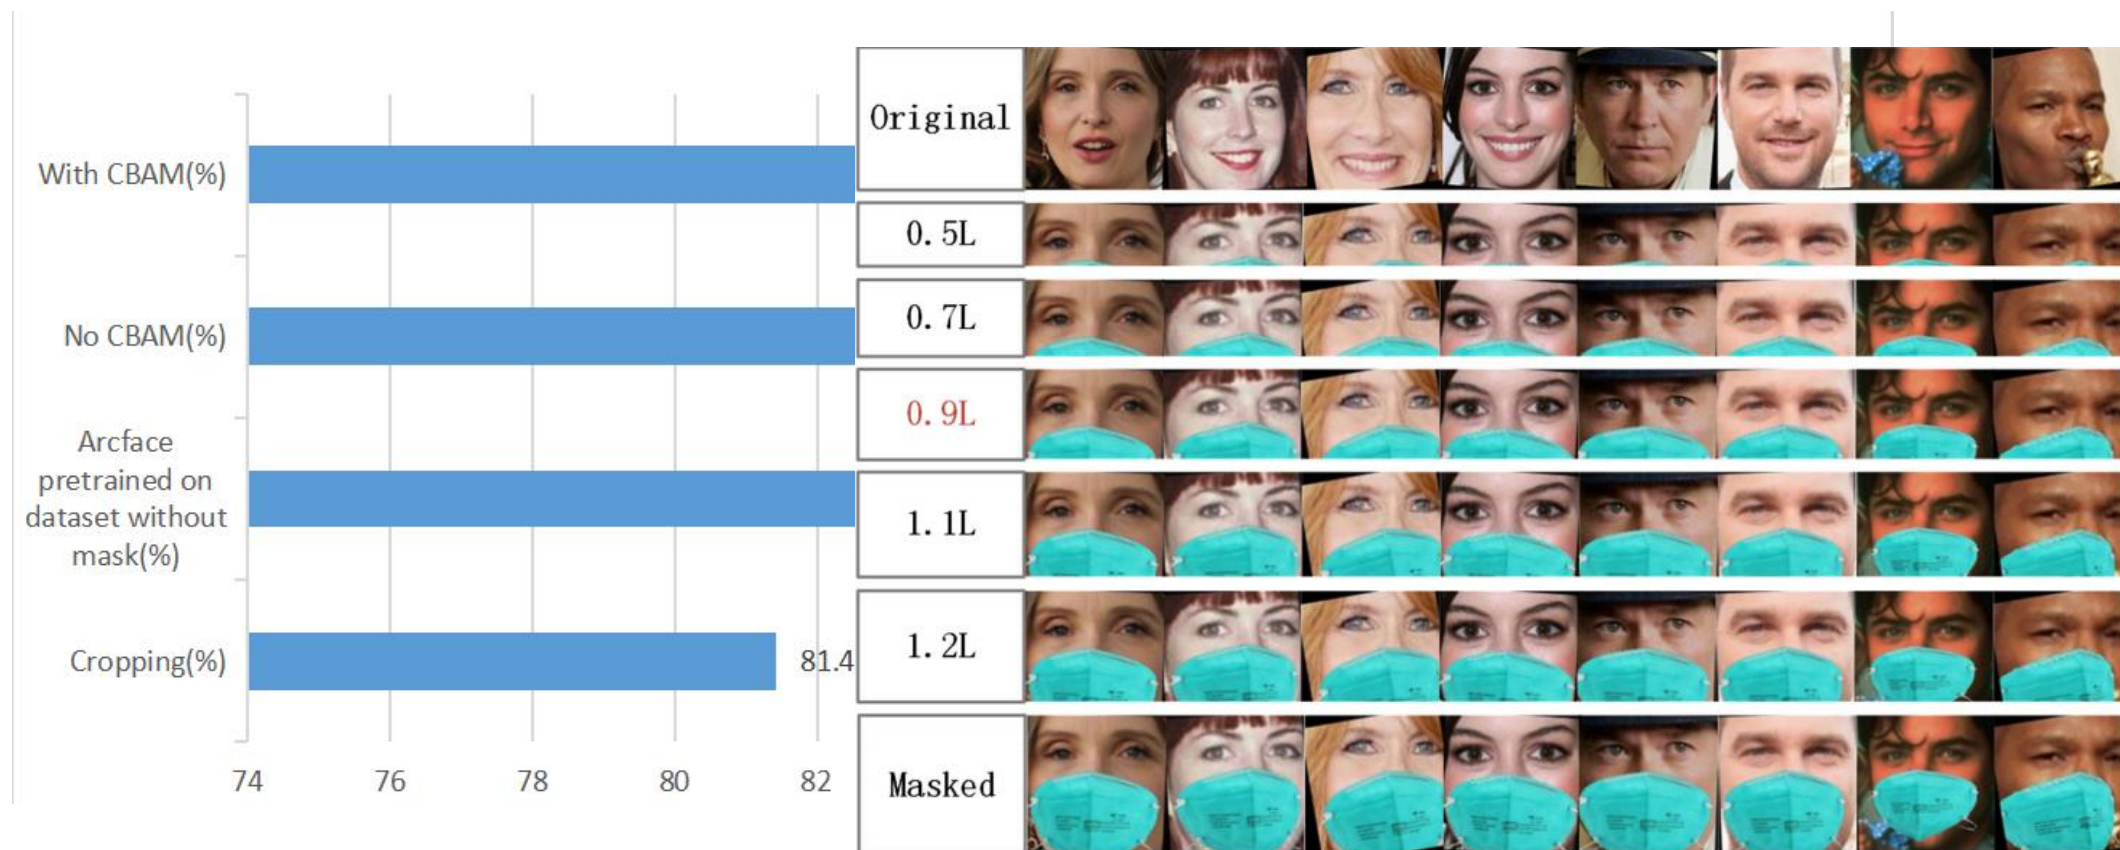 With CBAM(%)
No CBAM(%)
Arcface
pretrained on
dataset without
mask(%)
Cropping(%)
81.4
74 76 78 80 82
Original
0.5L
0.7L
0.9L
1.1L
1.2L
Masked